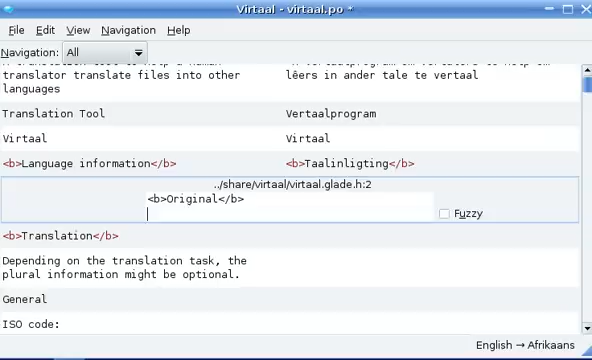 Virtaal - virtaal.po *
File Edit View Navigation Help
Navigation: All
translator translate files into other lêers in ander tale te vertaal
languages
Translation Tool Vertaalprogram
Virtaal Virtaal
<b>Language information</b> <b>Taalinligting</b>
../share/virtaal/virtaal.glade.h:2
<b>Original</b>
Fuzzy
<b>Translation</b>
Depending on the translation task, the
plural information might be optional.
General
ISO code:
English → Afrikaans